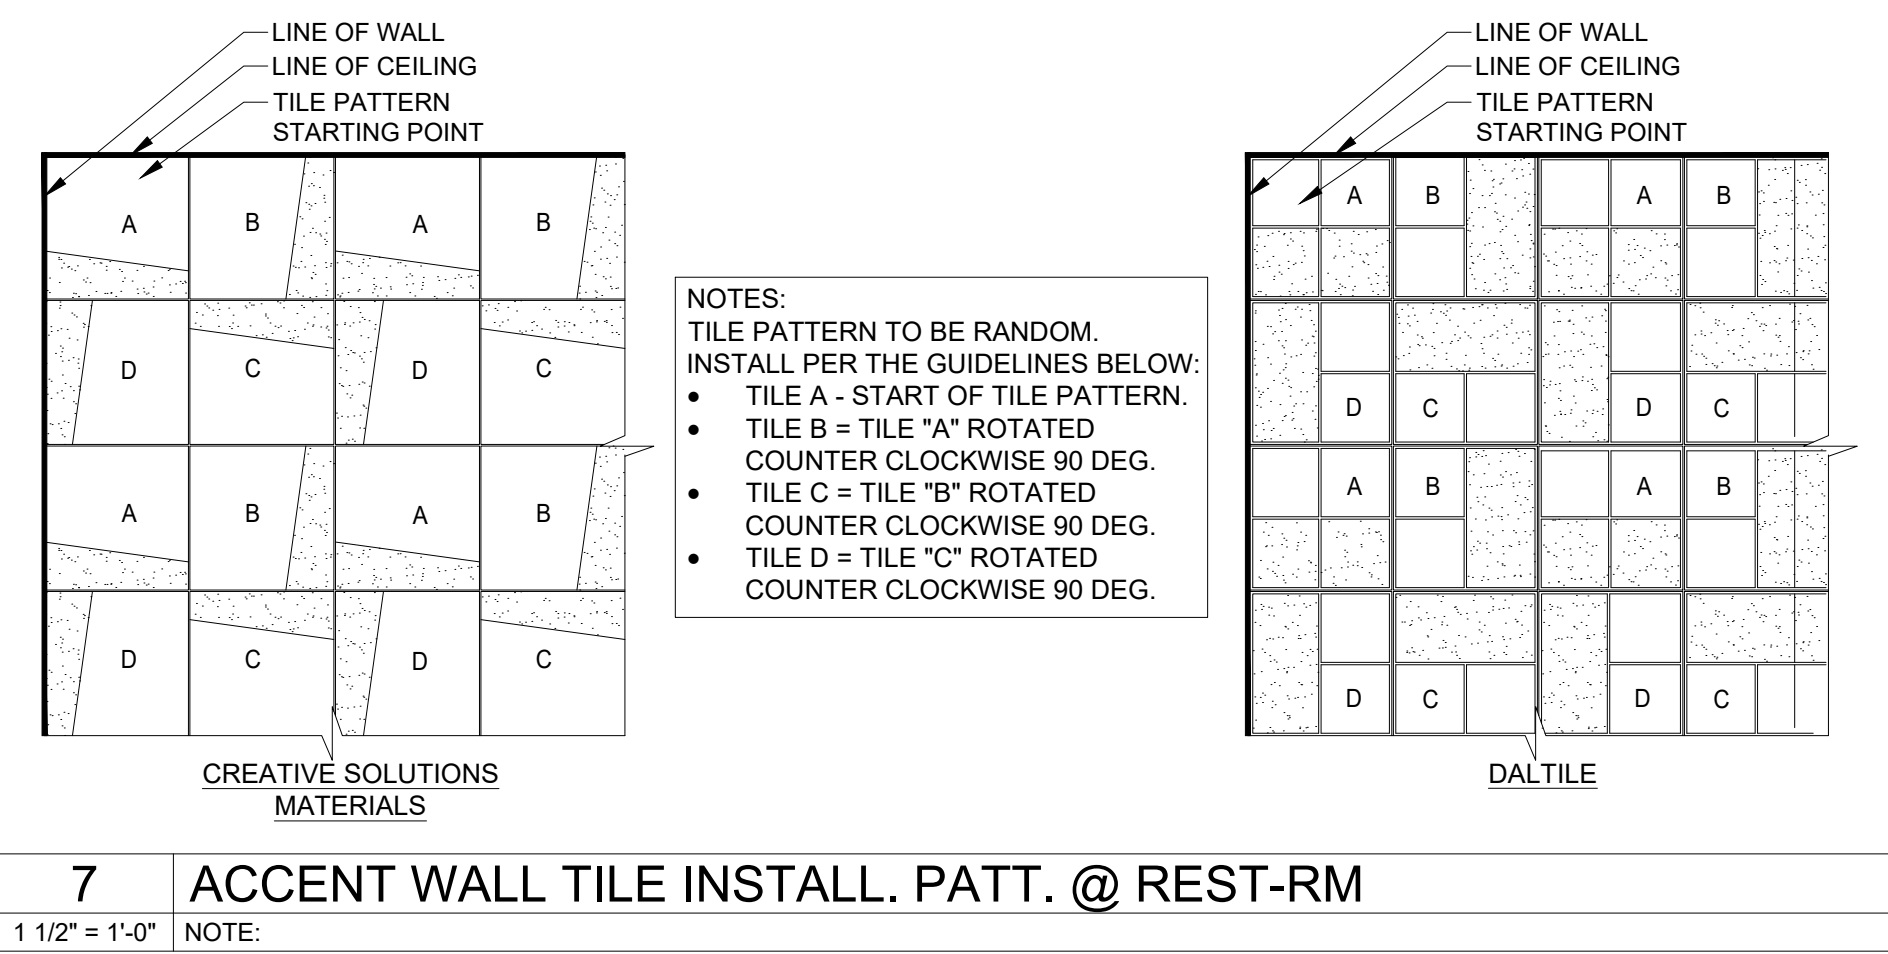 LINE OF WALL
LINE OF CEILING
TILE PATTERN
STARTING POINT
A B A B
D C D C
A B A B
D C D C
CREATIVE SOLUTIONS
MATERIALS
NOTES:
TILE PATTERN TO BE RANDOM.
INSTALL PER THE GUIDELINES BELOW:
• TILE A - START OF TILE PATTERN.
• TILE B = TILE "A" ROTATED
COUNTER CLOCKWISE 90 DEG.
• TILE C = TILE "B" ROTATED
COUNTER CLOCKWISE 90 DEG.
• TILE D = TILE "C" ROTATED
COUNTER CLOCKWISE 90 DEG.
LINE OF WALL
LINE OF CEILING
TILE PATTERN
STARTING POINT
A B A B
D C D C
A B A B
D C D C
DALTILE
7 ACCENT WALL TILE INSTALL. PATT. @ REST-RM
1 1/2" = 1'-0" NOTE: